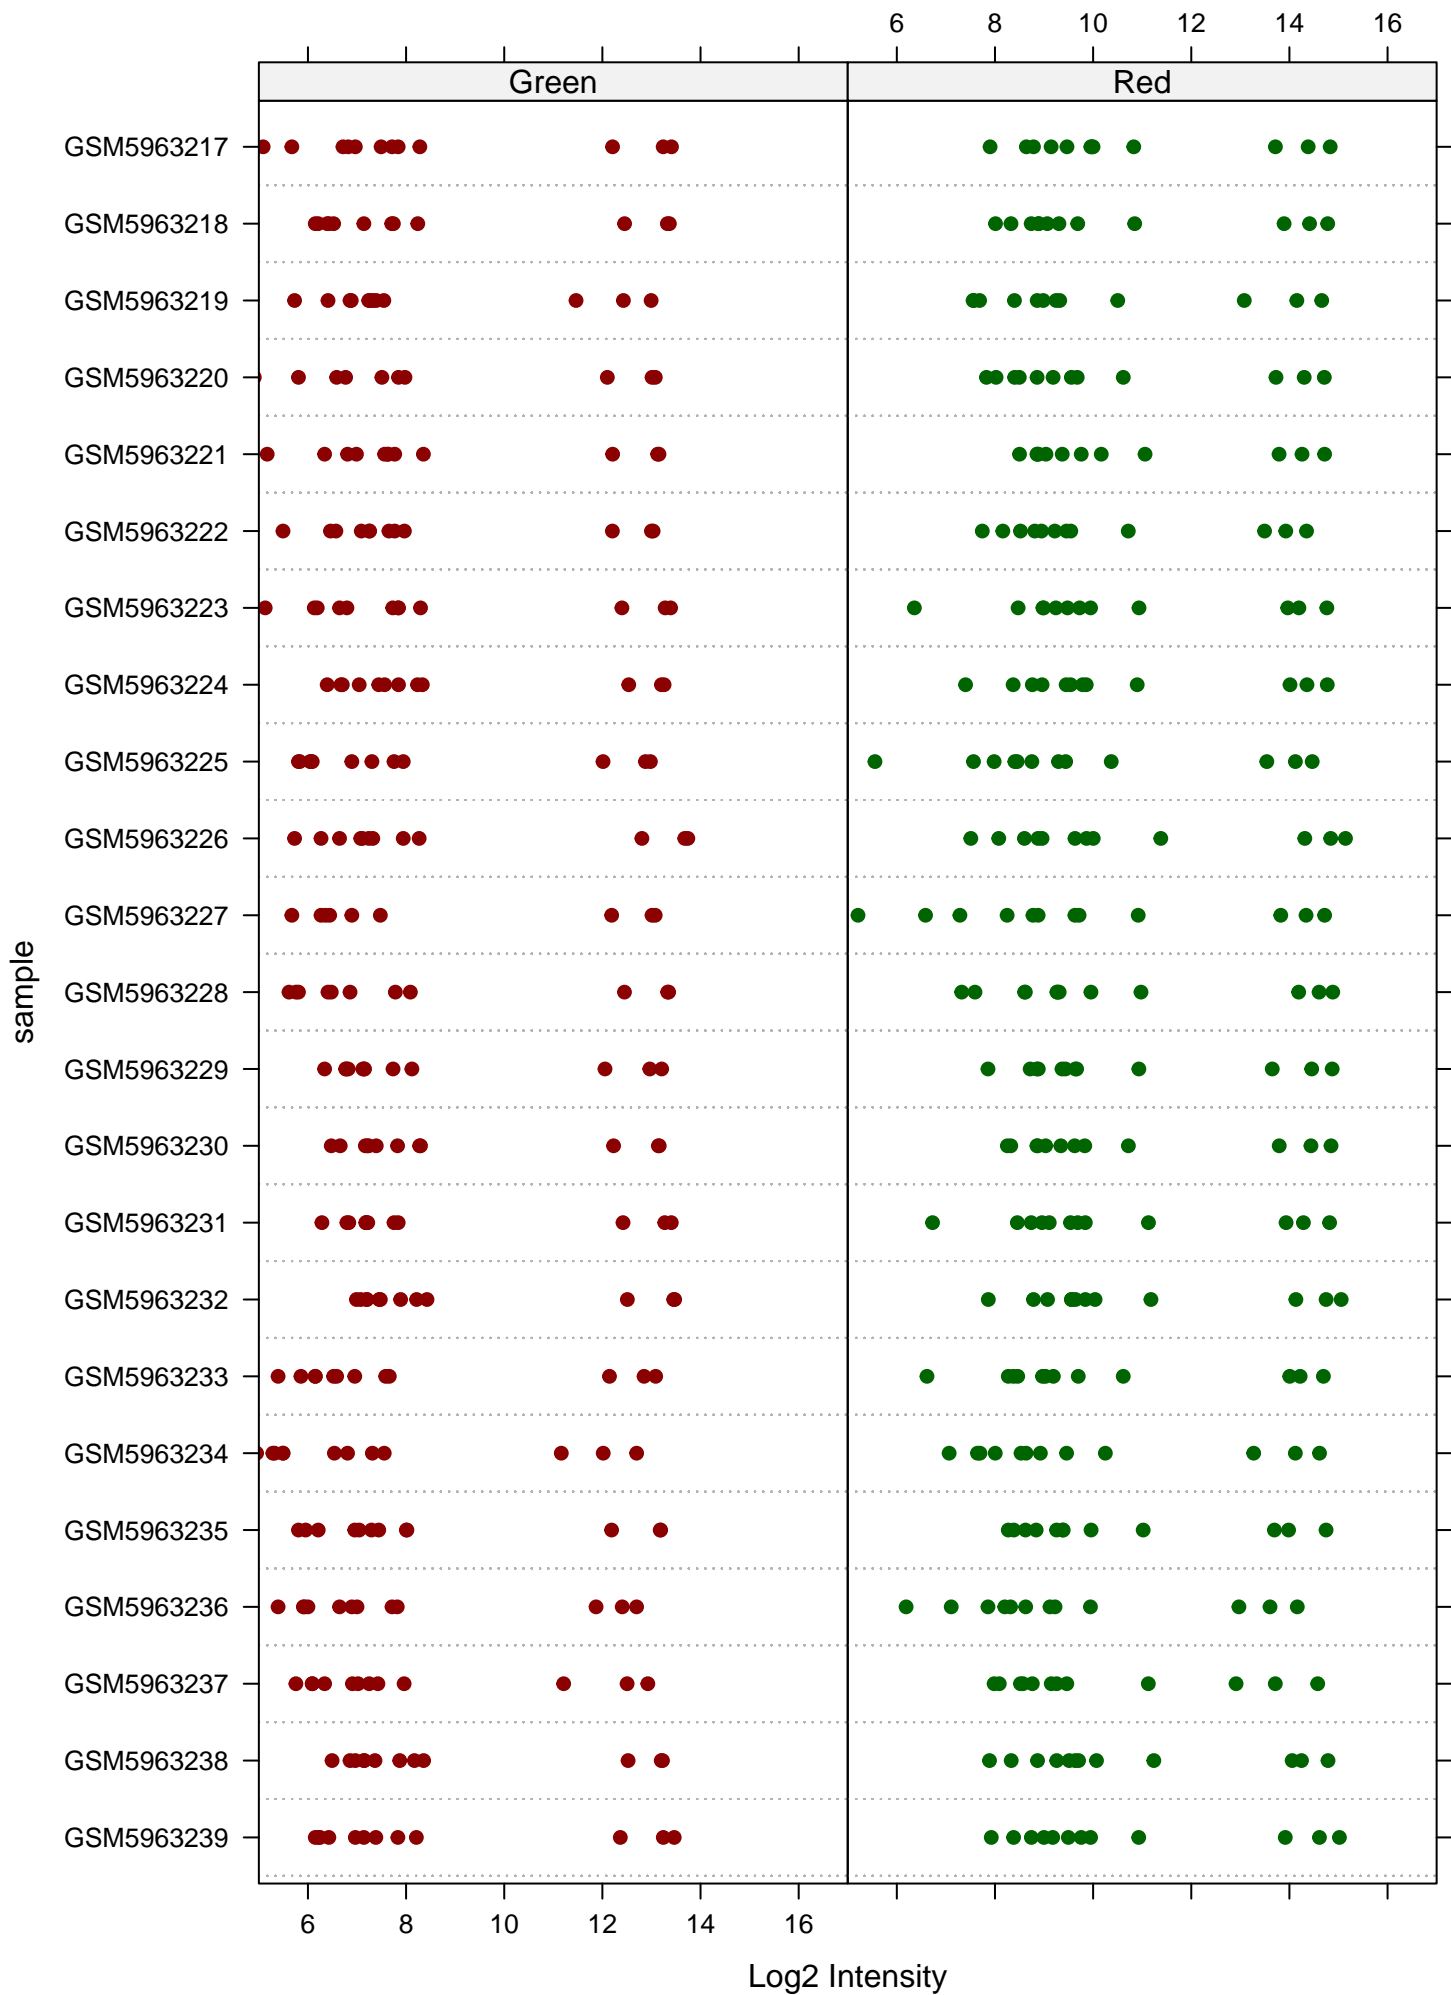 6 8 10 12 14 16
Green Red
GSM5963217
GSM5963218
GSM5963219
GSM5963220
GSM5963221
GSM5963222
GSM5963223
GSM5963224
GSM5963225
GSM5963226
GSM5963227
GSM5963228
GSM5963229
GSM5963230
GSM5963231
GSM5963232
GSM5963233
GSM5963234
GSM5963235
GSM5963236
GSM5963237
GSM5963238
GSM5963239
sample
6 8 10 12 14 16
Log2 Intensity